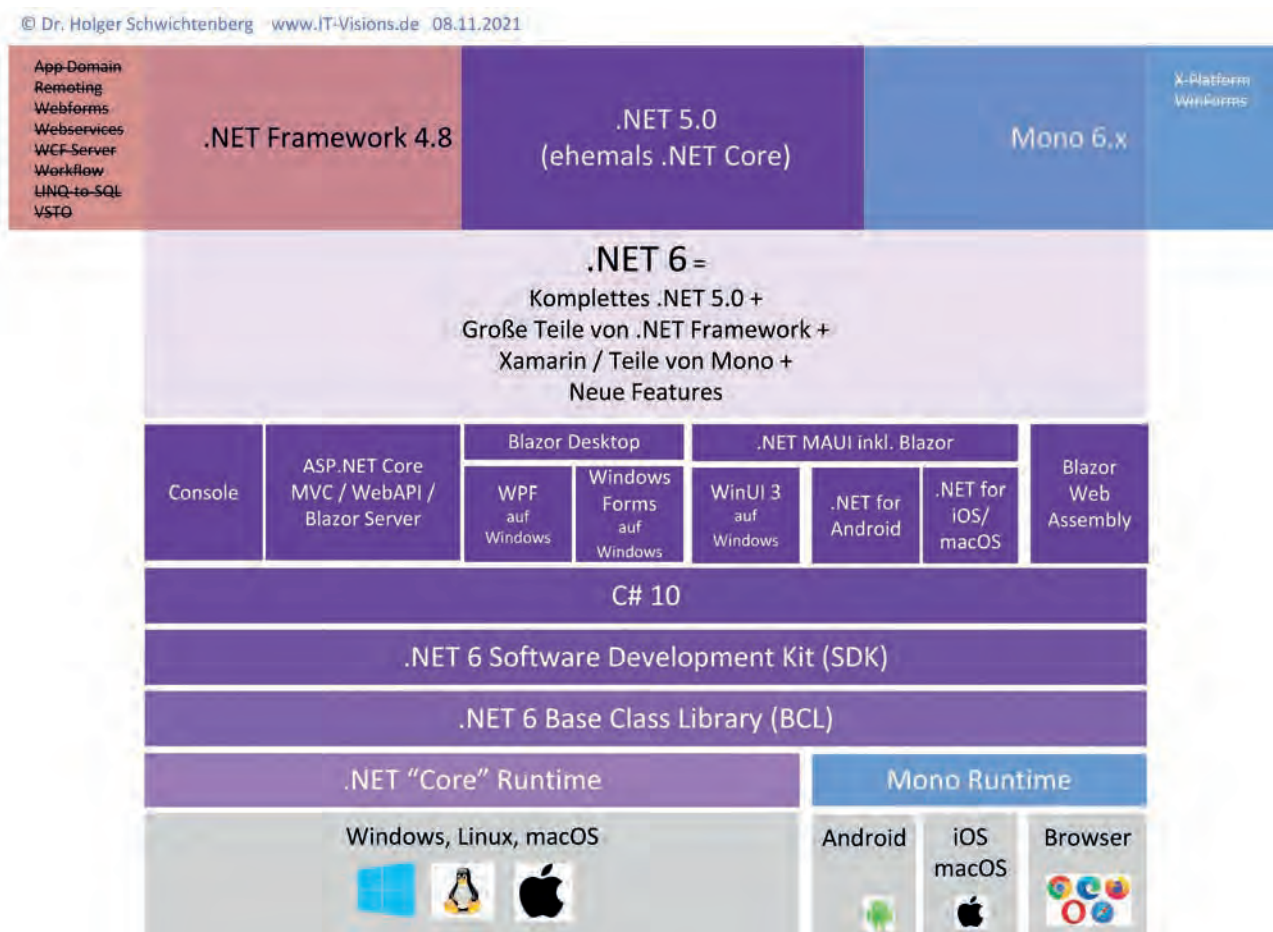 © Dr. Holger Schwichtenberg www.IT-Visions.de 08.11.2021
App Domain
Remoting
Webforms
Webservices
WCF Server
Workflow
LINQ-to-SQL
VSTO
.NET Framework 4.8
.NET 5.0
(ehemals .NET Core)
Mono 6.x
X-Platform
WinForms
.NET 6 =
Komplettes .NET 5.0 +
Große Teile von .NET Framework +
Xamarin / Teile von Mono +
Neue Features
Console
ASP.NET Core
MVC / WebAPI /
Blazor Server
Blazor Desktop
WPF
auf
Windows
Windows
Forms
auf
Windows
.NET MAUI inkl. Blazor
WinUI 3
auf
Windows
.NET for
Android
.NET for
iOS/
macOS
Blazor
Web
Assembly
C# 10
.NET 6 Software Development Kit (SDK)
.NET 6 Base Class Library (BCL)
.NET “Core” Runtime
Mono Runtime
Windows, Linux, macOS
Android
iOS
macOS
Browser